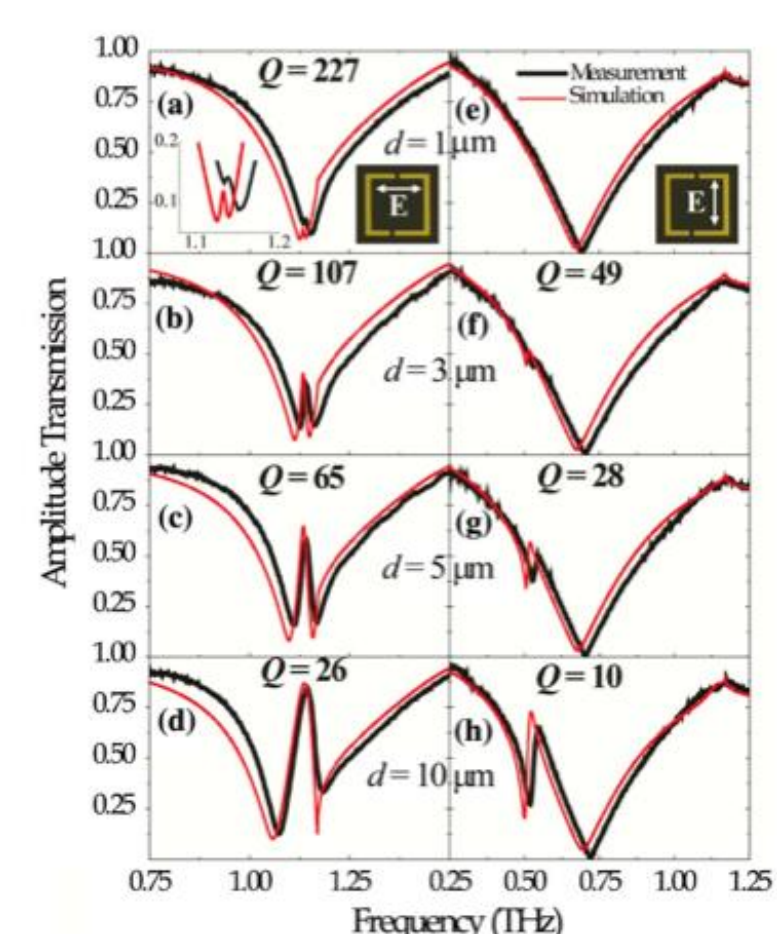 Amplitude Transmission
1.00
0.75
0.50
0.25
1.00
0.75
0.50
0.25
1.00
0.75
0.50
0.25
1.00
0.75
0.50
0.25
(a)
Q = 227
0.2
0.1
1.1
1.2
E
d = 1 μm
(e)
Measurement
Simulation
E
(b)
Q = 107
d = 3 μm
(f)
Q = 49
(c)
Q = 65
d = 5 μm
(g)
Q = 28
(d)
Q = 26
d = 10 μm
(h)
Q = 10
0.75 1.00 1.25 0.25 0.50 0.75 1.00 1.25
Frequency (THz)